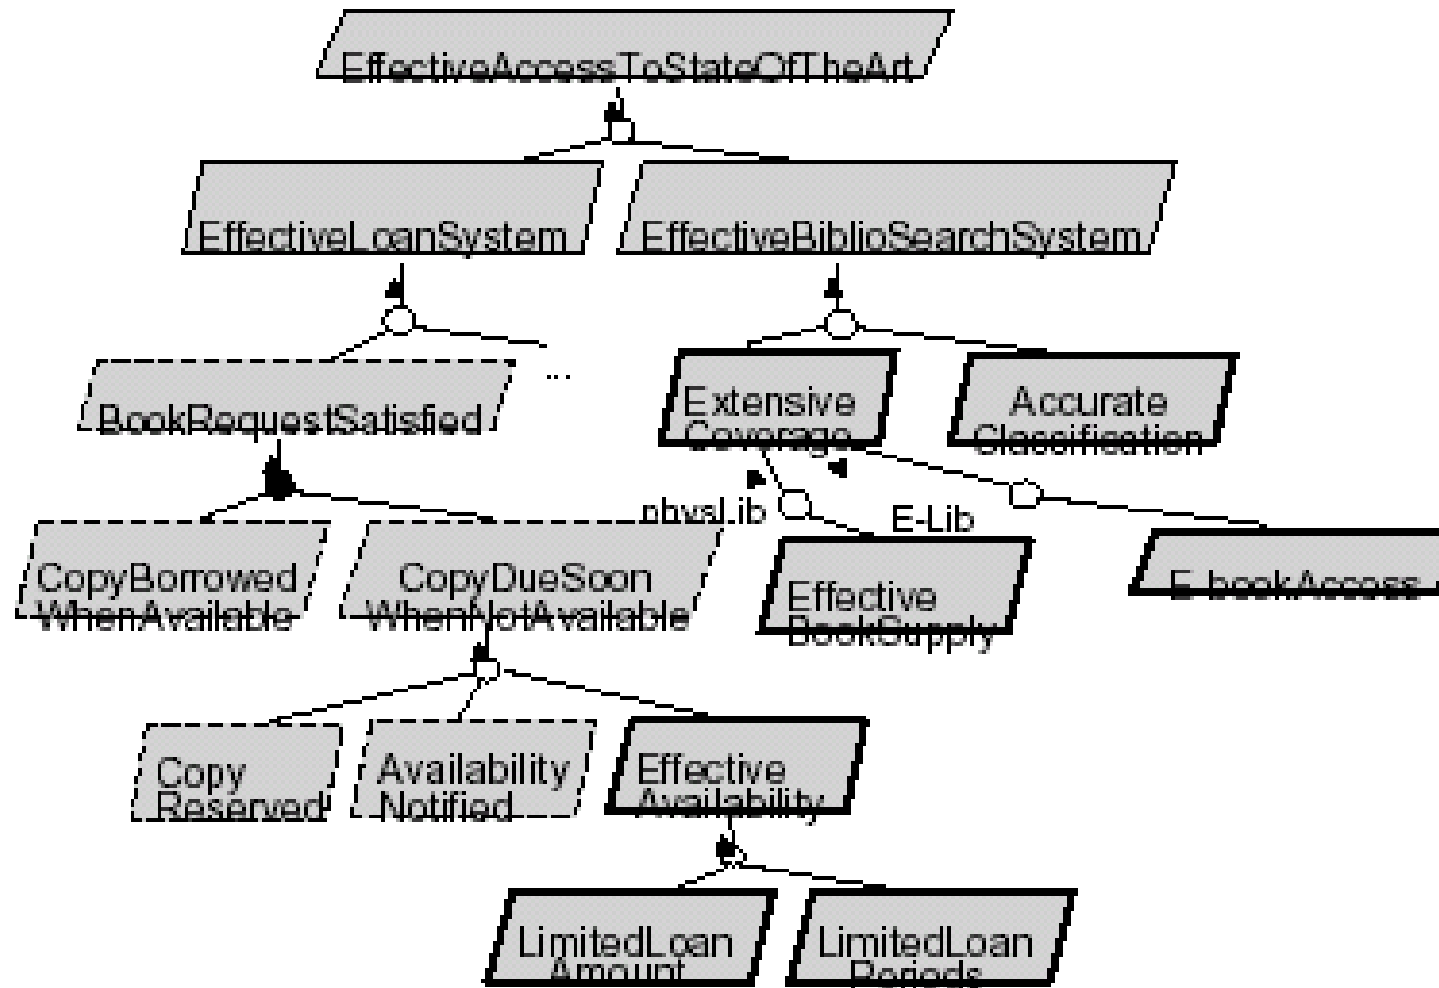 EffectiveAccessToStateOfTheArt
EffectiveLoanSystem
EffectiveBiblioSearchSystem
BookRequestSatisfied
...
Extensive
Coverage
Accurate
Classification
physLib
E-Lib
CopyBorrowed
WhenAvailable
CopyDueSoon
WhenNotAvailable
Effective
BookSupply
E-bookAccess
Copy
Reserved
Availability
Notified
Effective
Availability
LimitedLoan
Amount
LimitedLoan
Periods